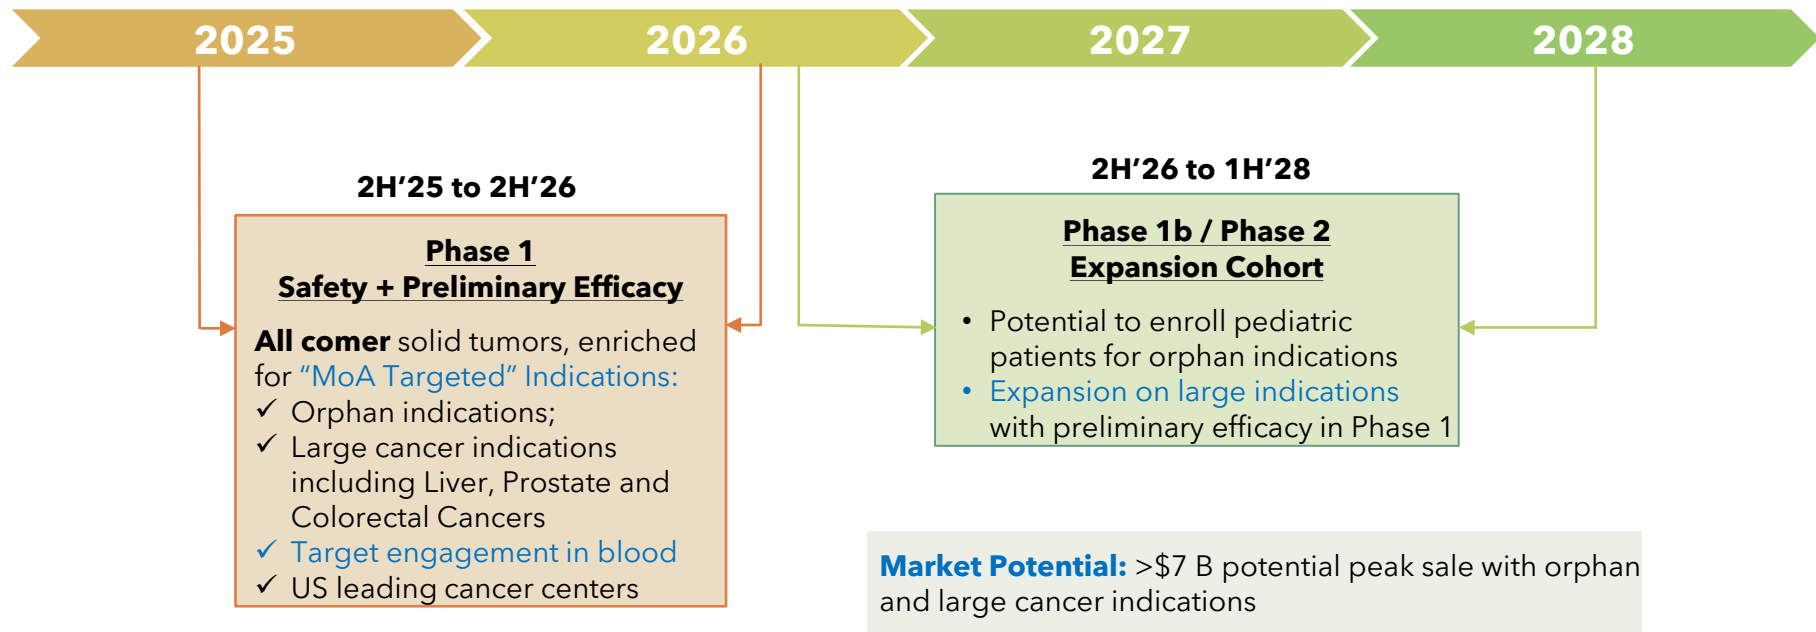 2025
2026
2027
2028
2H’25 to 2H’26
Phase 1
Safety + Preliminary Efficacy
All comer solid tumors, enriched
for “MoA Targeted” Indications:
✓ Orphan indications;
✓ Large cancer indications
including Liver, Prostate and
Colorectal Cancers
✓ Target engagement in blood
✓ US leading cancer centers
2H’26 to 1H’28
Phase 1b / Phase 2
Expansion Cohort
• Potential to enroll pediatric
patients for orphan indications
• Expansion on large indications
with preliminary efficacy in Phase 1
Market Potential: >$7 B potential peak sale with orphan
and large cancer indications